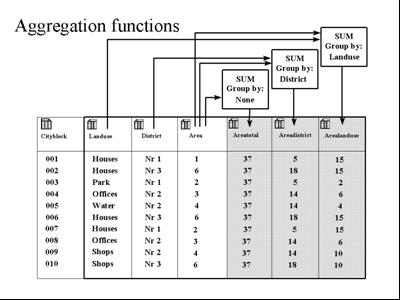 Aggregation functions
SUM
Group by:
Landuse
SUM
Group by:
District
SUM
Group by:
None
Cityblock Landuse District Area Areatotal Areadistrict Arealanduse
001 Houses Nr 1 1 37 5 15
002 Houses Nr 3 6 37 18 15
003 Park Nr 1 2 37 5 2
004 Offices Nr 2 3 37 14 6
005 Water Nr 2 4 37 14 4
006 Houses Nr 3 6 37 18 15
007 Houses Nr 1 2 37 5 15
008 Offices Nr 2 3 37 14 6
009 Shops Nr 2 4 37 14 10
010 Shops Nr 3 6 37 18 10